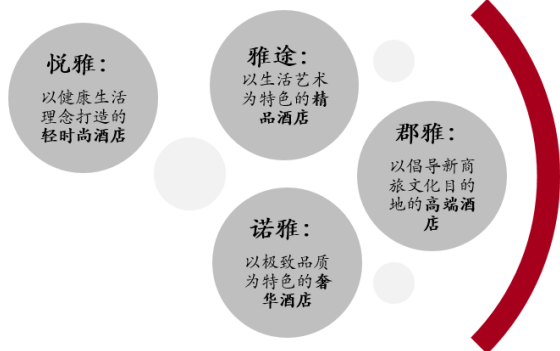 悦雅：
以健康生活
理念打造的
轻时尚酒店
雅途：
以生活艺术
为特色的精
品酒店
郡雅：
以倡导新商
旅文化目的
地的高端酒
店
诺雅：
以极致品质
为特色的奢
华酒店